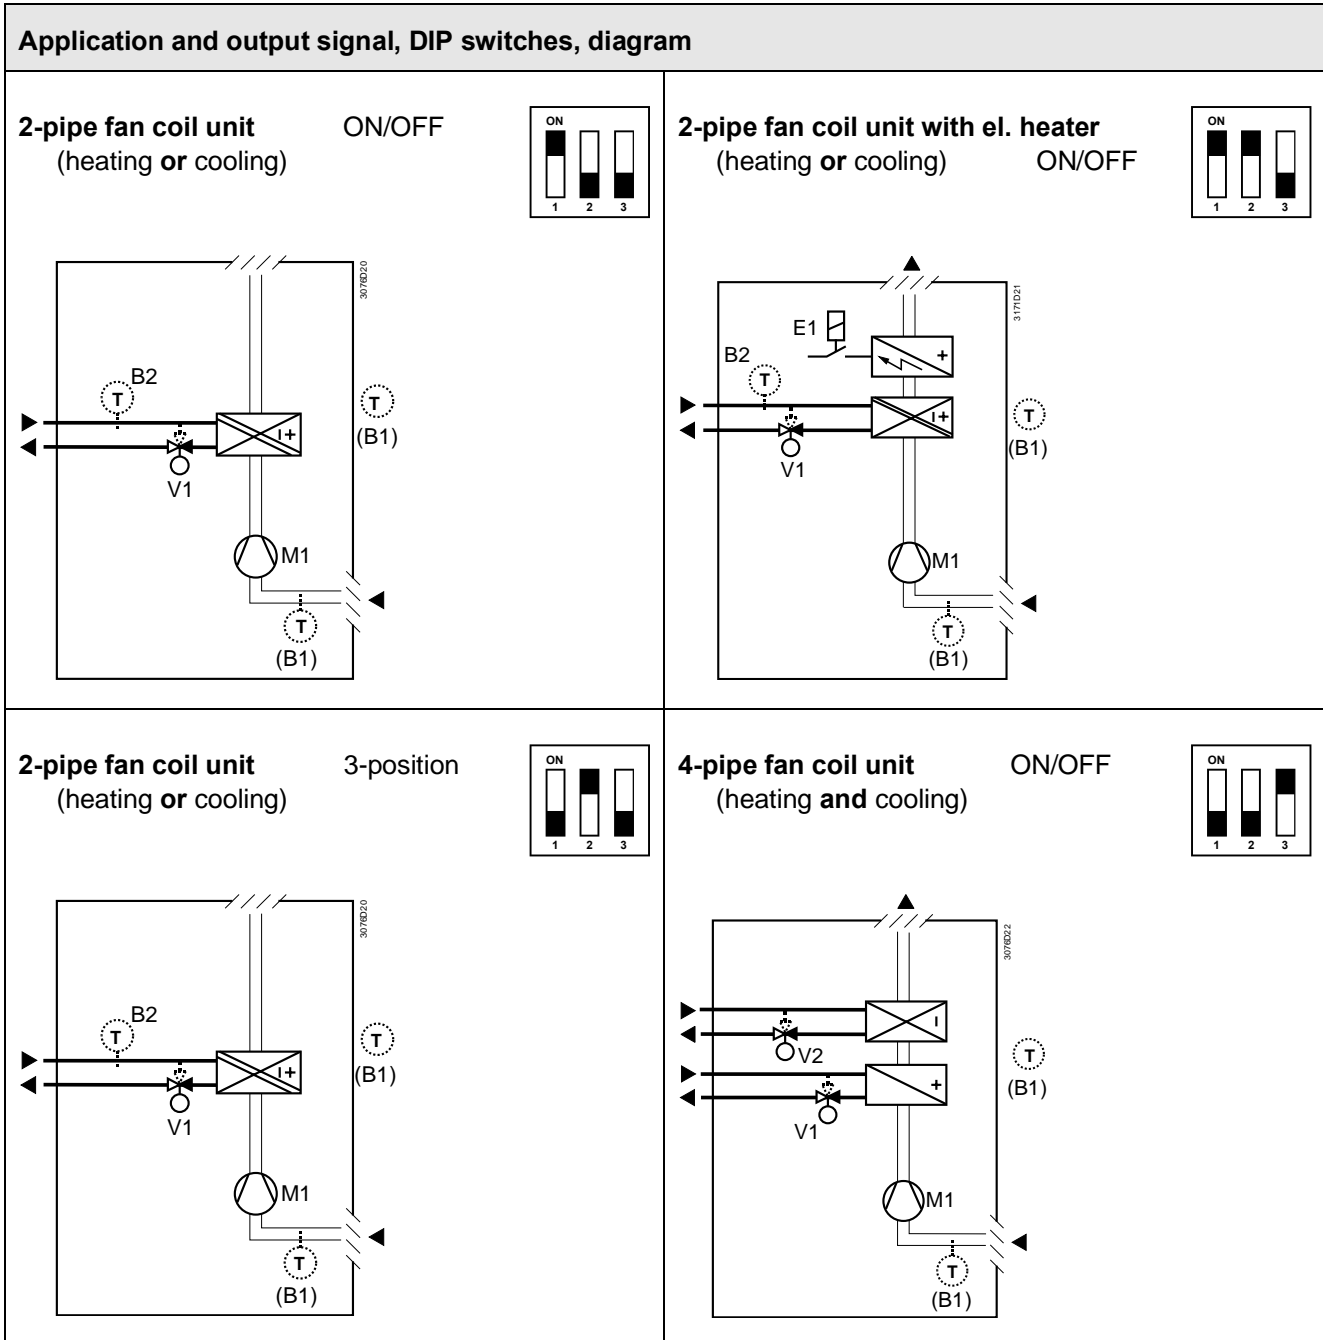 Application and output signal, DIP switches, diagram
2-pipe fan coil unit ON/OFF
(heating or cooling)
ON
1 2 3
3076D20
B2
T
T
(B1)
I+
V1
M1
T
(B1)
2-pipe fan coil unit with el. heater
(heating or cooling) ON/OFF
ON
1 2 3
3171D21
E1
+
B2
T
I+
T
(B1)
V1
M1
T
(B1)
2-pipe fan coil unit 3-position
(heating or cooling)
ON
1 2 3
3076D20
B2
T
T
(B1)
I+
V1
M1
T
(B1)
4-pipe fan coil unit ON/OFF
(heating and cooling)
ON
1 2 3
3076D22
I
V2
T
(B1)
+
V1
M1
T
(B1)